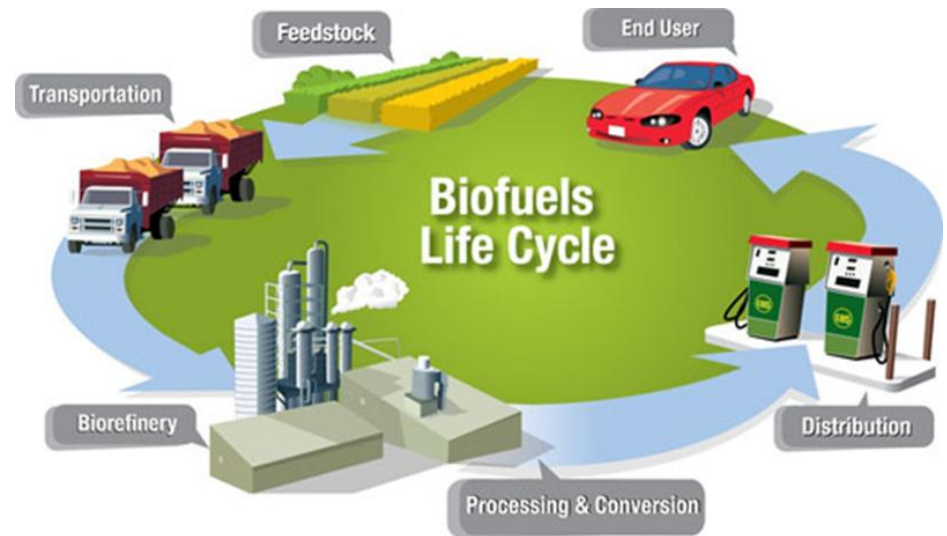 Feedstock
End User
Transportation
Biofuels
Life Cycle
Biorefinery
Distribution
Processing & Conversion